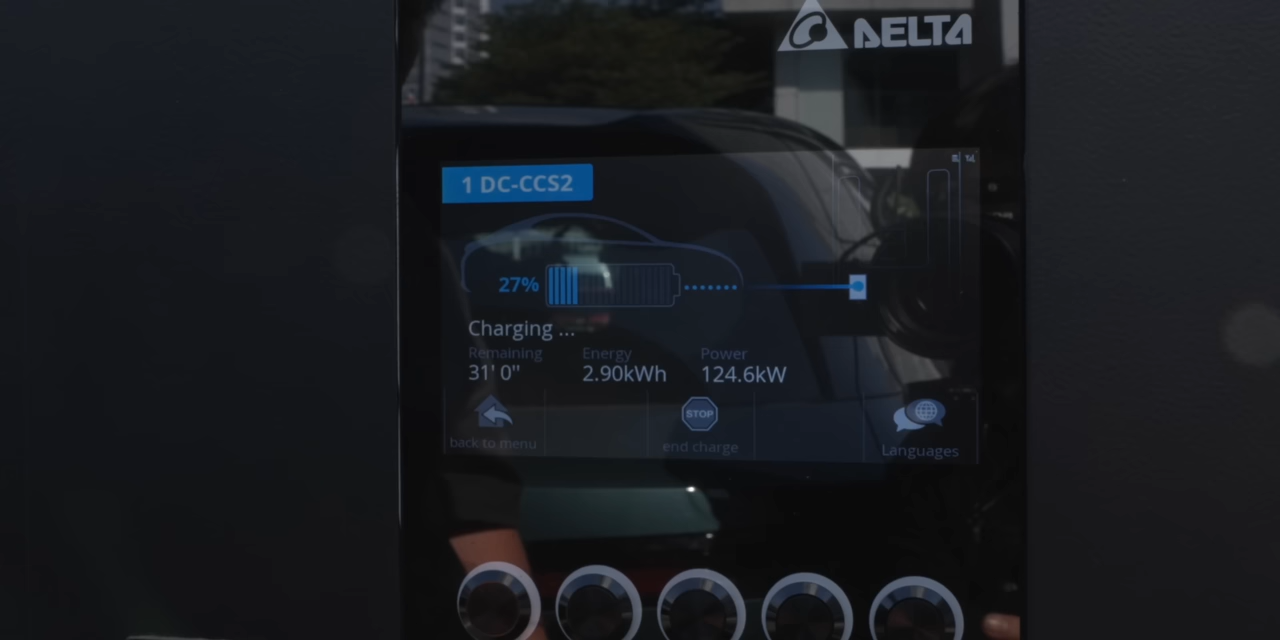 DELTA
1 DC-CCS2
27%
Charging ...
Remaining Energy Power
31' 0" 2.90kWh 124.6kW
STOP
back to menu end charge Languages